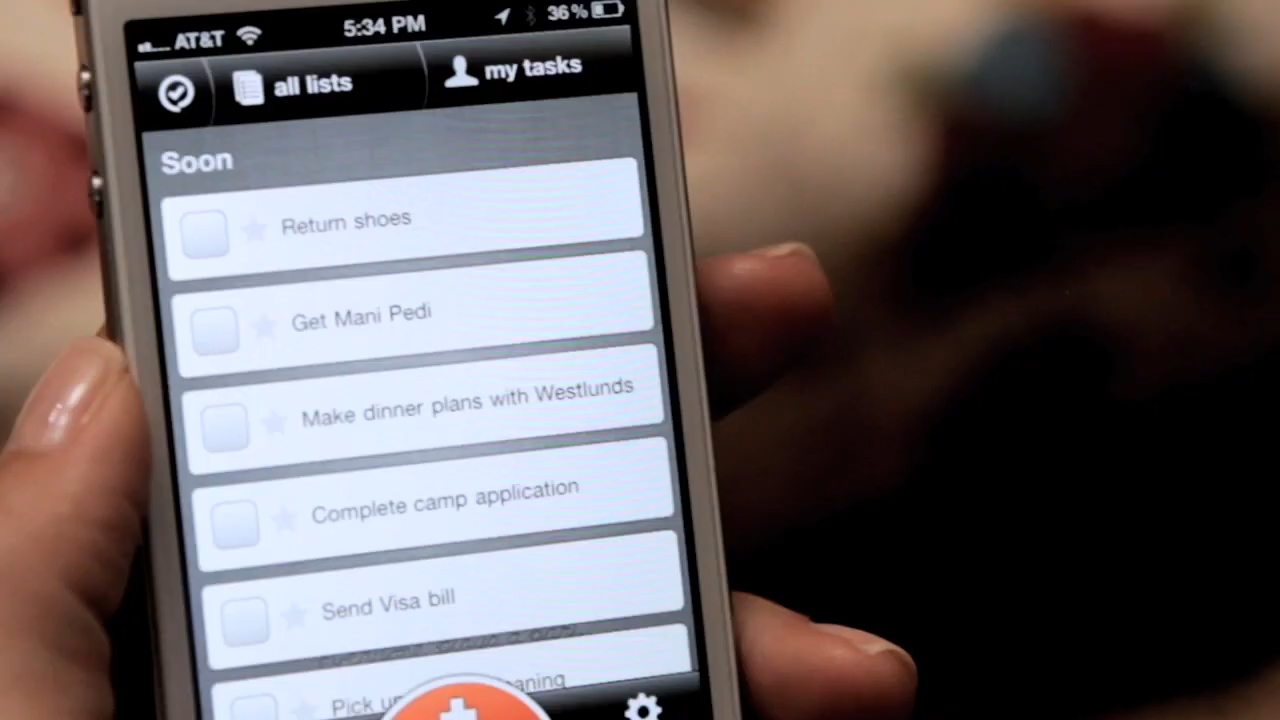 AT&T 5:34 PM 36%
all lists my tasks
Soon
Return shoes
Get Mani Pedi
Make dinner plans with Westlunds
Complete camp application
Send Visa bill
Pick